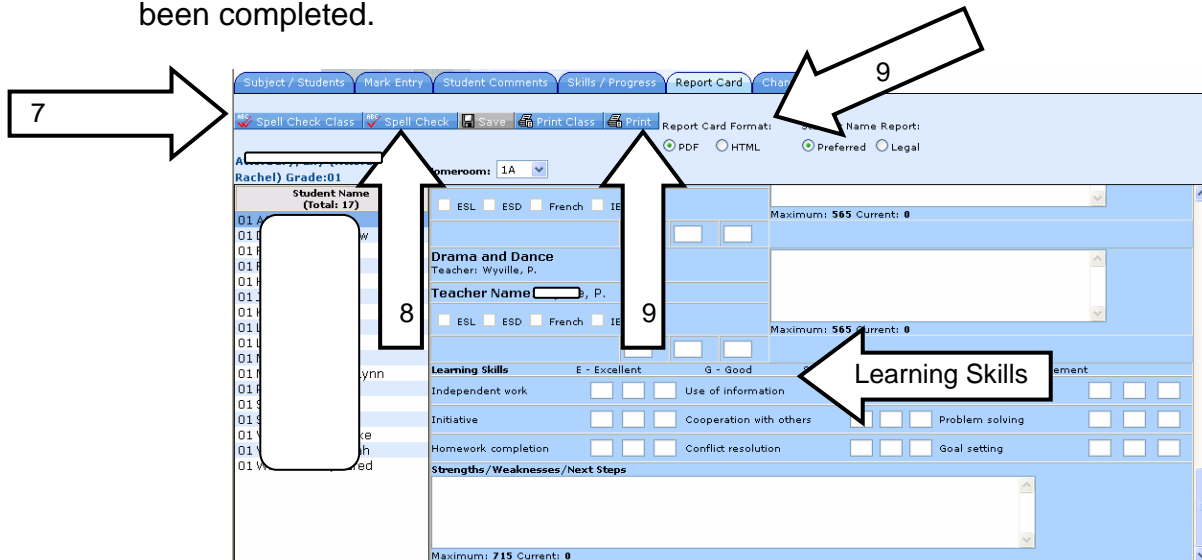 been completed.
9
7
Subject / Students Mark Entry Student Comments Skills / Progress Report Card
Spell Check Class Spell Check Save Print Class Print
Report Card Format: Name Report:
PDF HTML Preferred Legal
Rachel) Grade:01
Homeroom: 1A
Student Name
(Total: 17)
ESL ESD French
Maximum: 565 Current: 0
Drama and Dance
Teacher: Wyville, P.
Teacher Name P.
8
9
ESL ESD French
Maximum: 565 Current: 0
Learning Skills E - Excellent G - Good
Learning Skills
Independent work Use of information
Initiative Cooperation with others Problem solving
Homework completion Conflict resolution Goal setting
Strengths/Weaknesses/Next Steps
Maximum: 715 Current: 0